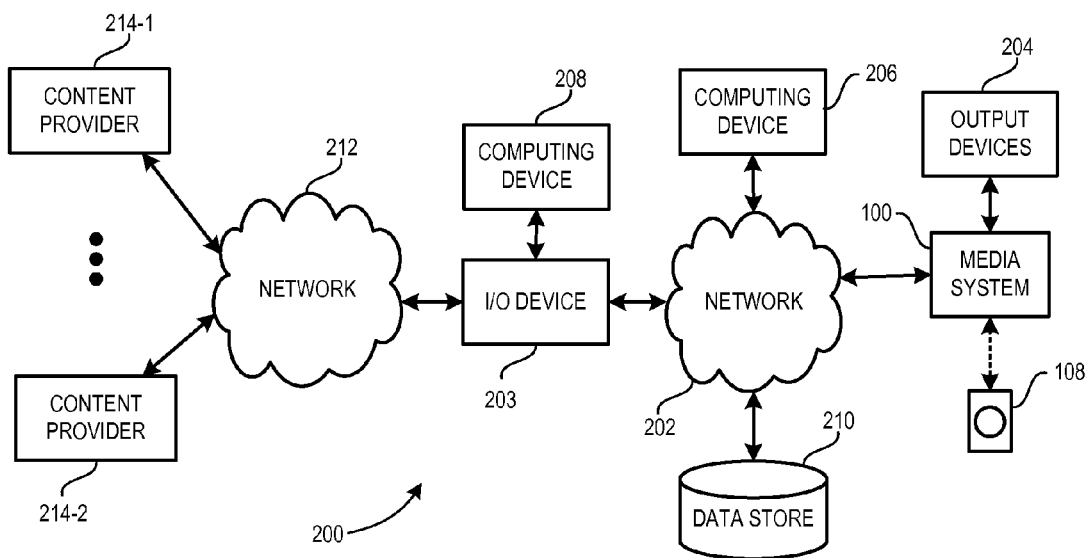 214-1
CONTENT
PROVIDER
212
NETWORK
208
COMPUTING
DEVICE
I/O DEVICE
203
206
COMPUTING
DEVICE
NETWORK
202
204
OUTPUT
DEVICES
100
MEDIA
SYSTEM
108
CONTENT
PROVIDER
214-2
200
210
DATA STORE